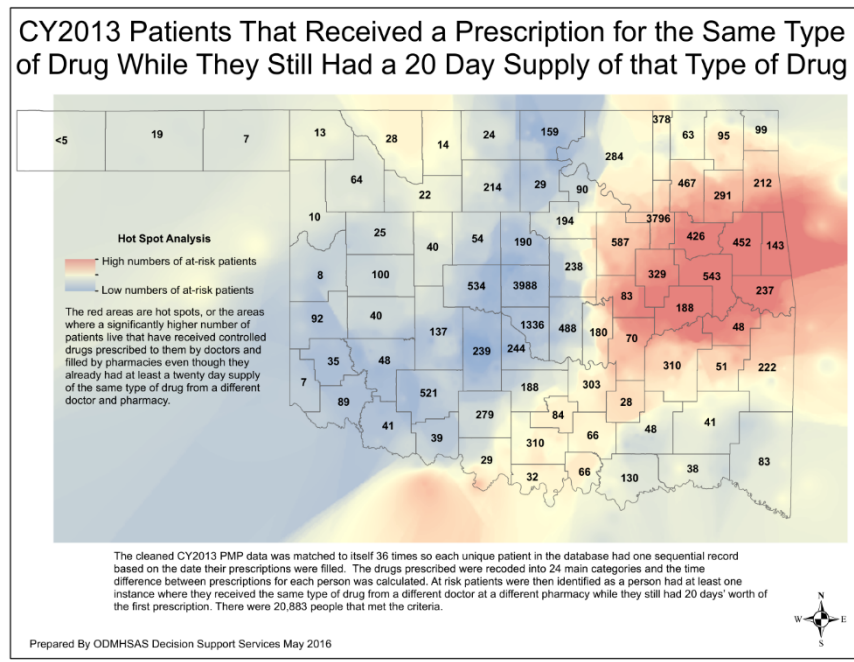 CY2013 Patients That Received a Prescription for the Same Type
of Drug While They Still Had a 20 Day Supply of that Type of Drug
<5 19 7 13 28 14 24 159 284 378 63 95 99
64 22 214 29 90 467 291 212
10 25 40 54 190 194 587 3796 426 452 143
8 100 534 3988 238 329 543 237
83 188
92 40 137 1336 488 180 70 48
35 48 239 244 310 51 222
7 89 521 188 303 28
41 39 279 84 48 41
310 66 83
29 32 66 130 38
Hot Spot Analysis
High numbers of at-risk patients
Low numbers of at-risk patients
The red areas are hot spots, or the areas
where a significantly higher number of
patients live that have received controlled
drugs prescribed to them by doctors and
filled by pharmacies even though they
already had at least a twenty day supply
of the same type of drug from a different
doctor and pharmacy.
The cleaned CY2013 PMP data was matched to itself 36 times so each unique patient in the database had one sequential record
based on the date their prescriptions were filled.  The drugs prescribed were recoded into 24 main categories and the time
difference between prescriptions for each person was calculated. At risk patients were then identified as a person had at least one
instance where they received the same type of drug from a different doctor at a different pharmacy while they still had 20 days' worth of
the first prescription. There were 20,883 people that met the criteria.
N
W E
S
Prepared By ODMHSAS Decision Support Services May 2016